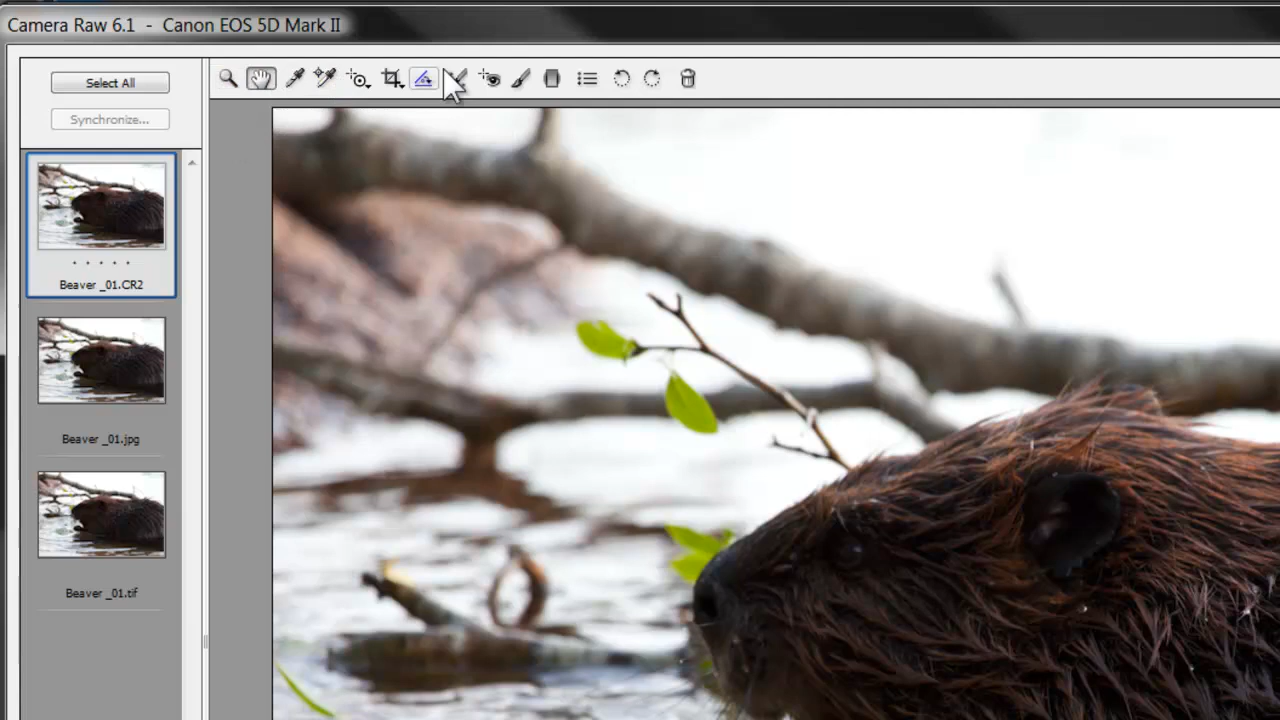 Camera Raw 6.1 - Canon EOS 5D Mark II
Select All
Synchronize...
Beaver _01.CR2
Beaver _01.jpg
Beaver _01.tif